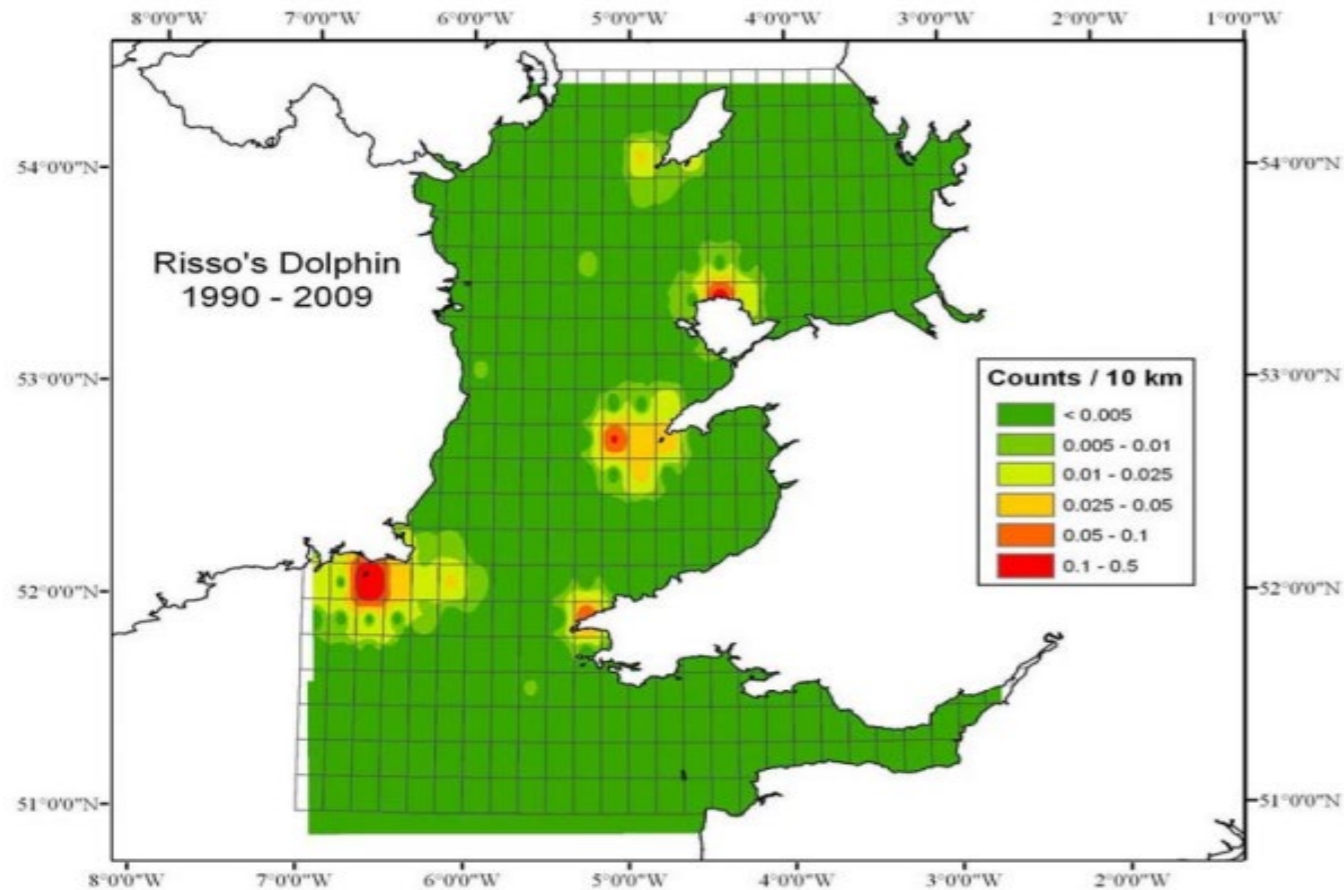 8°0'0"W 7°0'0"W 6°0'0"W 5°0'0"W 4°0'0"W 3°0'0"W 2°0'0"W 1°0'0"W
54°0'0"N 54°0'0"N
Risso's Dolphin
1990 - 2009
53°0'0"N 53°0'0"N
Counts / 10 km
< 0.005
0.005 - 0.01
0.01 - 0.025
0.025 - 0.05
0.05 - 0.1
0.1 - 0.5
52°0'0"N 52°0'0"N
51°0'0"N 51°0'0"N
8°0'0"W 7°0'0"W 6°0'0"W 5°0'0"W 4°0'0"W 3°0'0"W 2°0'0"W